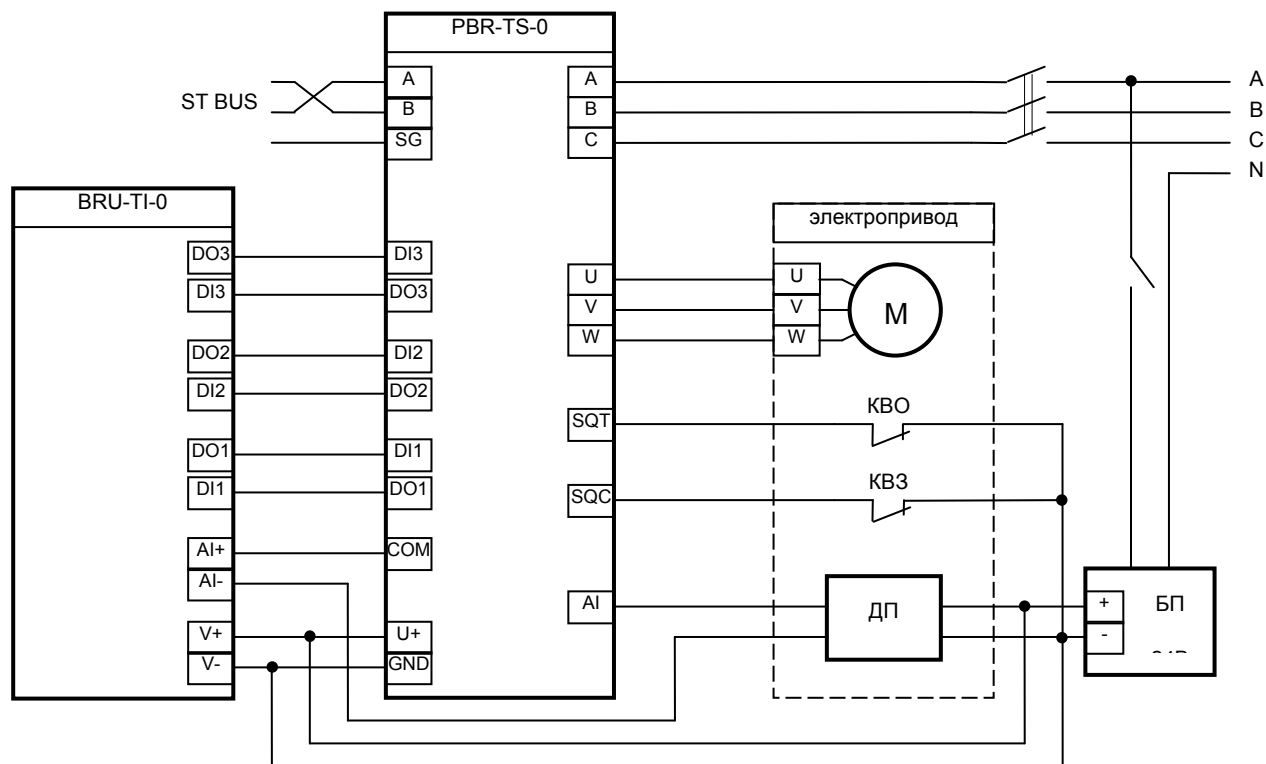 PBR-TS-0
A
B
SG
ST BUS
A
B
C
A
B
C
N
BRU-TI-0
электропривод
DO3
DI3
DI3
DO3
U
V
W
U
V
W
M
DO2
DI2
DI2
DO2
КВО
SQT
DO1
DI1
DI1
DO1
КВЗ
SQC
AI+
COM
AI-
AI
ДП
+
-
БП
V+
U+
V-
GND